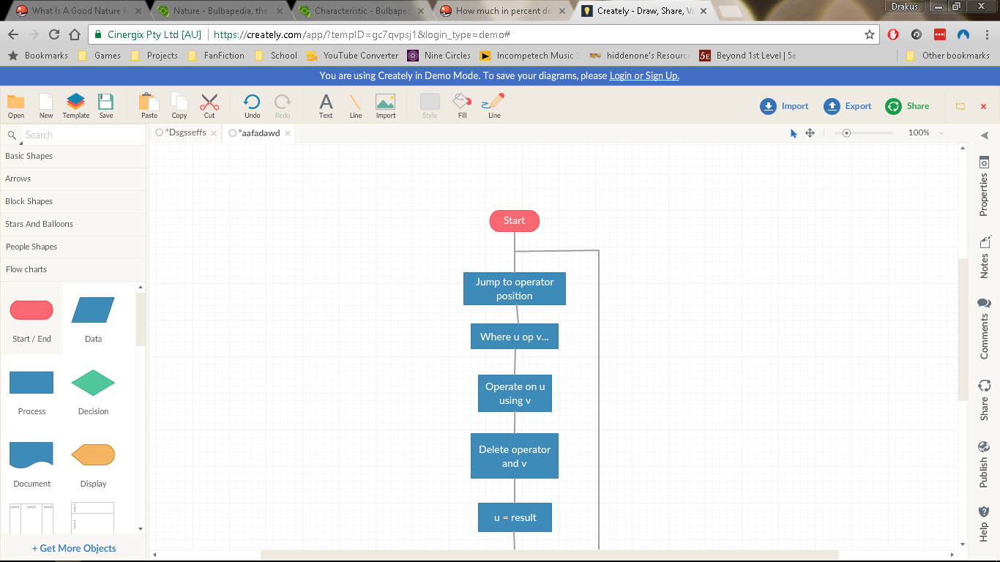 What Is A Good Nature F
Nature - Bulbapedia, the
Characteristic - Bulbaped
How much in percent do
Creately - Draw, Share, Va
Drakus
Cinergix Pty Ltd [AU]
https://creately.com/app/?tempID=gc7qvpsj1&login_type=demo#
Bookmarks
Games
Projects
FanFiction
School
YouTube Converter
Nine Circles
Incompetech Music S
hiddenone's Resourc
5E
Beyond 1st Level | 5e
Other bookmarks
You are using Creately in Demo Mode. To save your diagrams, please Login or Sign Up.
Open
New
Template
Save
Paste
Copy
Cut
Undo
Redo
Text
Line
Import
Style
Fill
Line
Import
Export
Share
Search
*Dsgsseffs
*aafadawd
100%
Basic Shapes
Arrows
Block Shapes
Stars And Balloons
People Shapes
Flow charts
Start / End
Data
Process
Decision
Document
Display
+ Get More Objects
Start
Jump to operator
position
Where u op v...
Operate on u
using v
Delete operator
and v
u = result
Properties
Notes
Comments
Share
Publish
Help